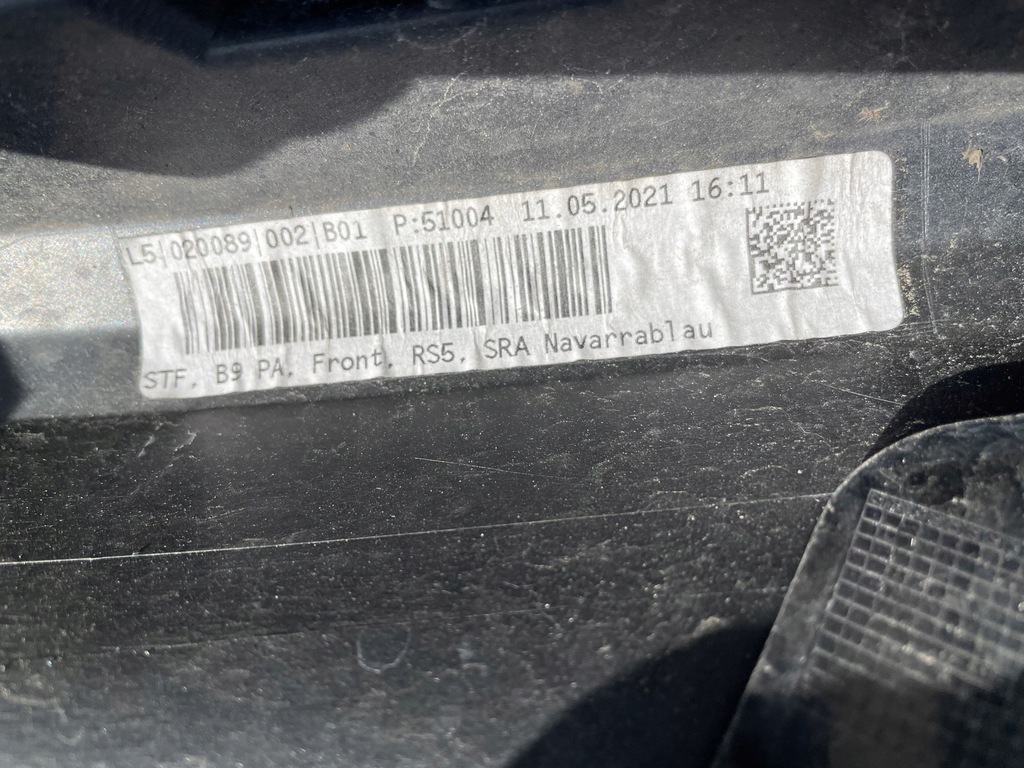 L5|020089|002|B01 P:51004 11.05.2021 16:11
STF, B9 PA, Front, RS5, SRA Navarrablau